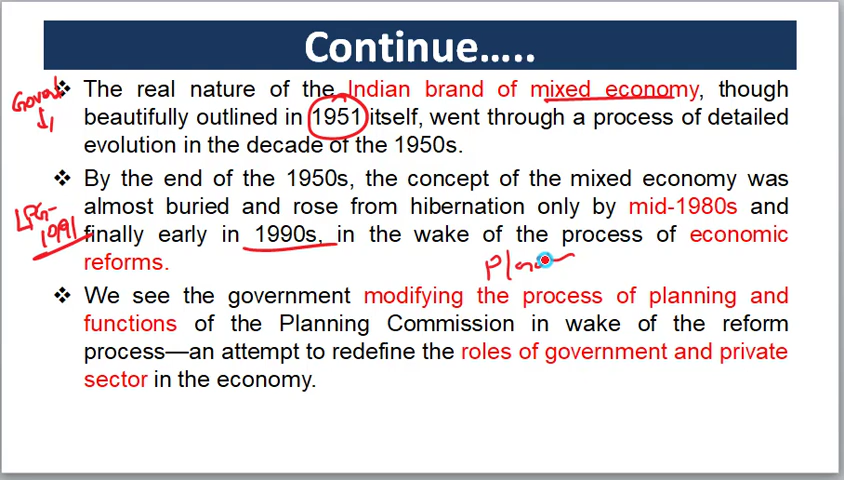 Continue…..
❖ The real nature of the Indian brand of mixed economy, though
beautifully outlined in 1951 itself, went through a process of detailed
evolution in the decade of the 1950s.
❖ By the end of the 1950s, the concept of the mixed economy was
almost buried and rose from hibernation only by mid-1980s and
LPG-
1991
finally early in 1990s, in the wake of the process of economic
reforms.
❖ We see the government modifying the process of planning and
functions of the Planning Commission in wake of the reform
process—an attempt to redefine the roles of government and private
sector in the economy.